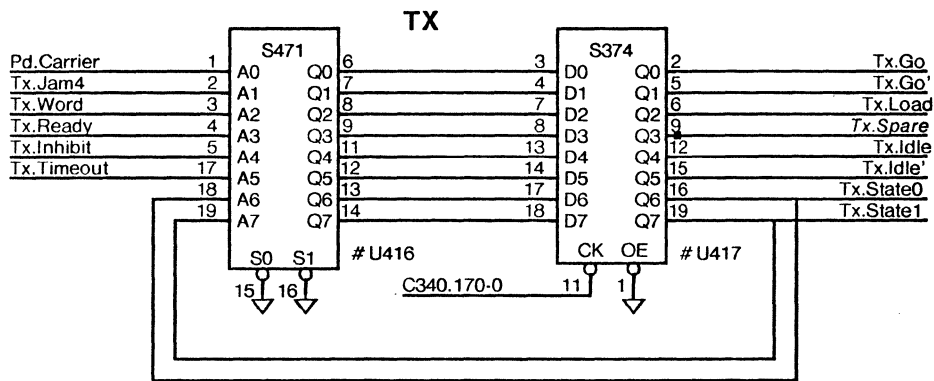 TX
S471 S374
Pd.Carrier 1 A0 Q0 6 3 D0 Q0 2 Tx.Go
Tx.Jam4 2 A1 Q1 7 4 D1 Q1 5 Tx.Go'
Tx.Word 3 A2 Q2 8 7 D2 Q2 6 Tx.Load
Tx.Ready 4 A3 Q3 9 8 D3 Q3 9 Tx.Spare
Tx.Inhibit 5 A4 Q4 11 13 D4 Q4 12 Tx.Idle
Tx.Timeout 17 A5 Q5 12 14 D5 Q5 15 Tx.Idle'
18 A6 Q6 13 17 D6 Q6 16 Tx.State0
19 A7 Q7 14 18 D7 Q7 19 Tx.State1
S0 S1 # U416 CK OE # U417
15 16 C340.170-0 11 1